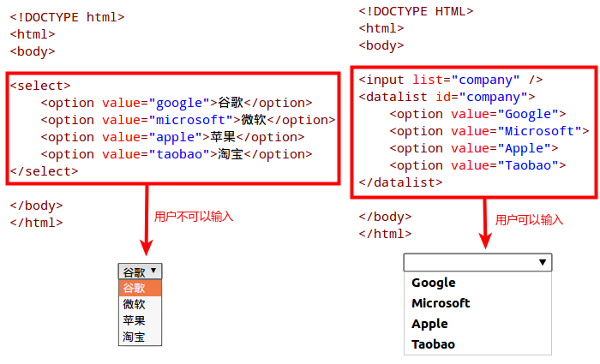 <!DOCTYPE html>
<html>
<body>
<select>
<option value="google">谷歌</option>
<option value="microsoft">微软</option>
<option value="apple">苹果</option>
<option value="taobao">淘宝</option>
</select>
</body>
</html>
用户不可以输入
谷歌
谷歌
微软
苹果
淘宝
<!DOCTYPE HTML>
<html>
<body>
<input list="company" />
<datalist id="company">
<option value="Google">
<option value="Microsoft">
<option value="Apple">
<option value="Taobao">
</datalist>
</body>
</html>
用户可以输入
Google
Microsoft
Apple
Taobao